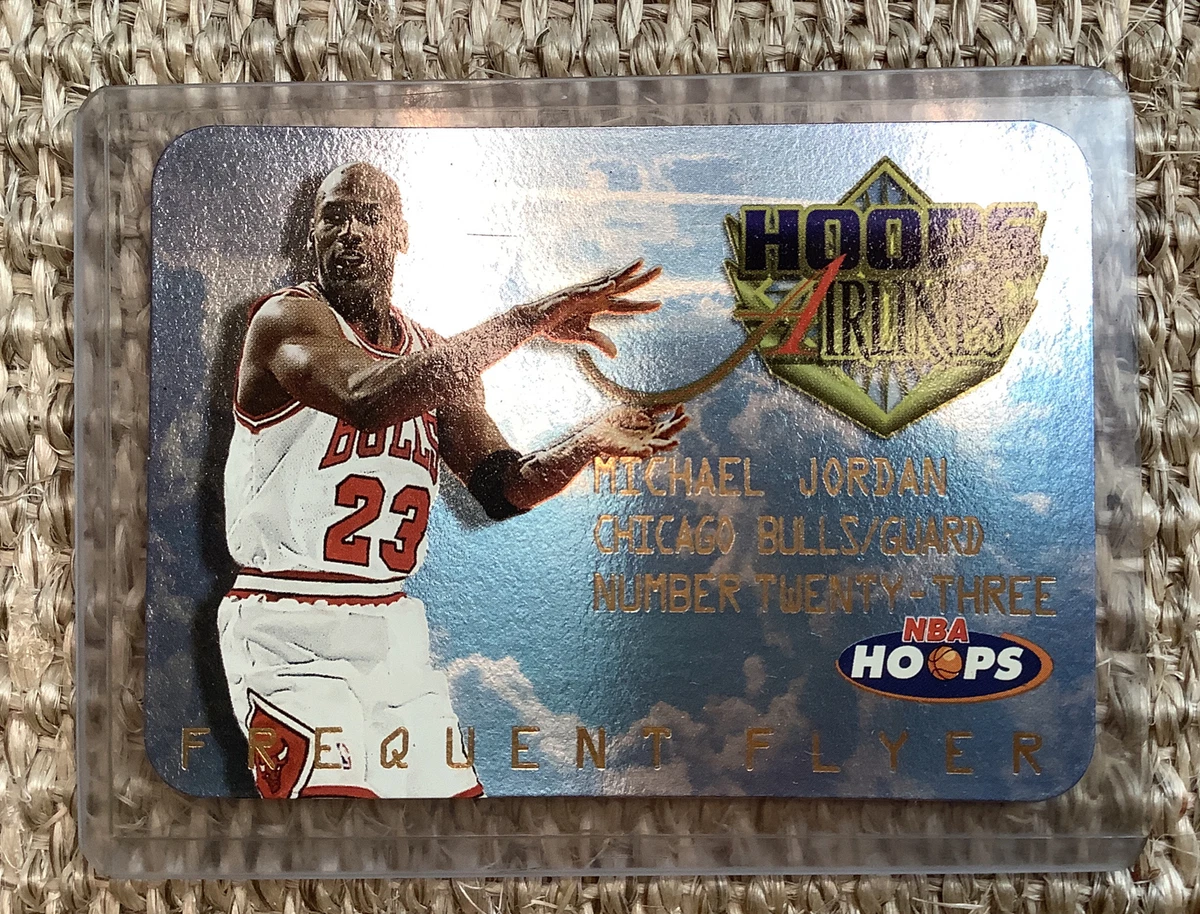 HOOPS
AIRLINES
BULLS
23
MICHAEL JORDAN
CHICAGO BULLS/GUARD
NUMBER TWENTY-THREE
NBA
HOOPS
FREQUENT FLYER